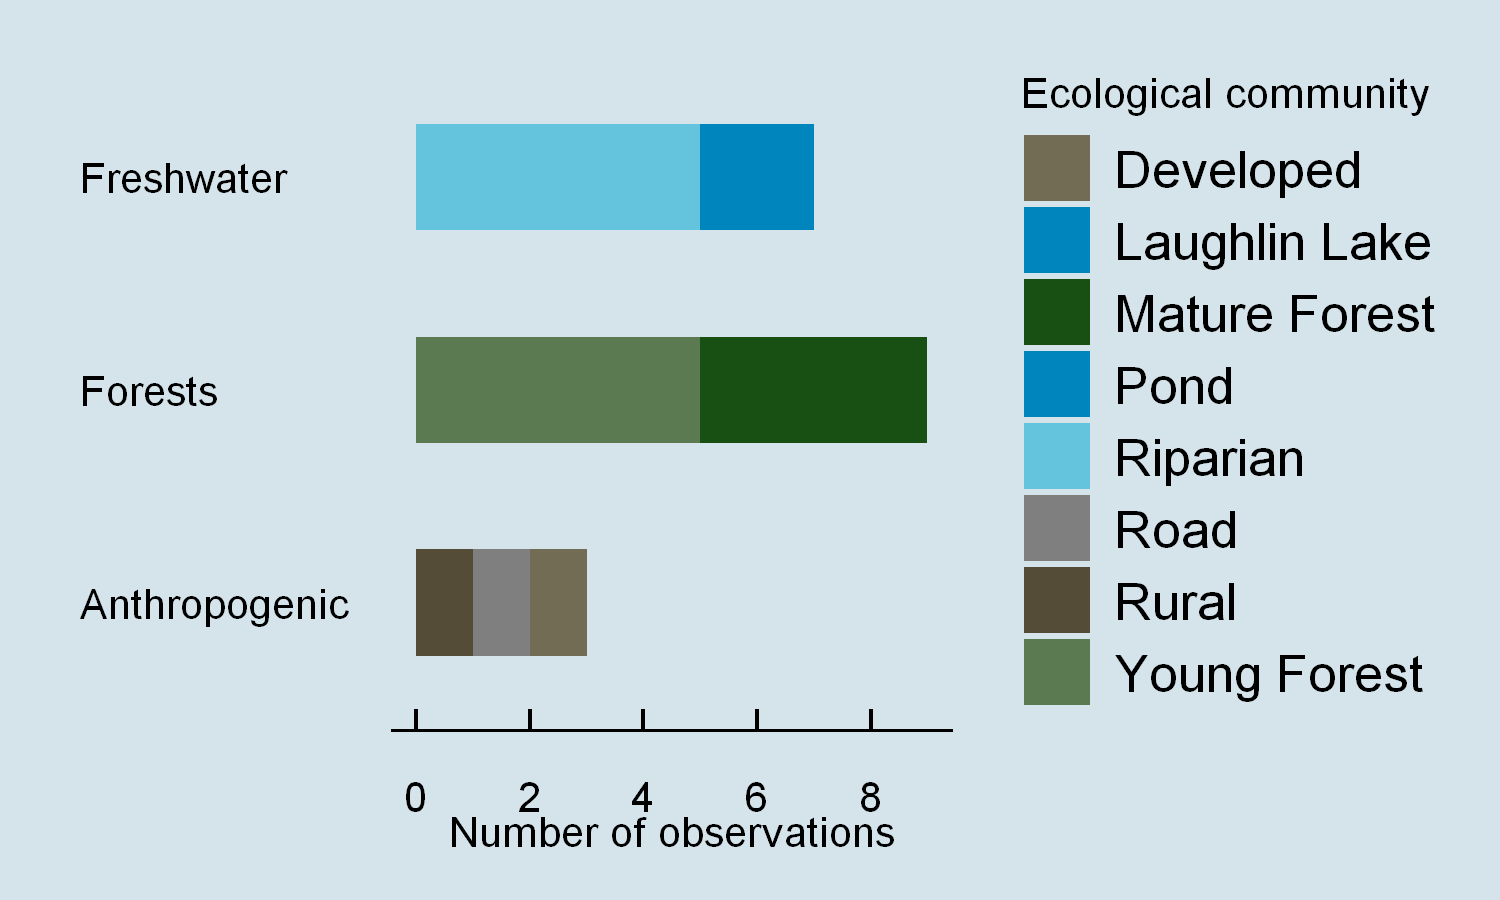 Freshwater
Forests
Anthropogenic
0 2 4 6 8
Number of observations
Ecological community
Developed
Laughlin Lake
Mature Forest
Pond
Riparian
Road
Rural
Young Forest